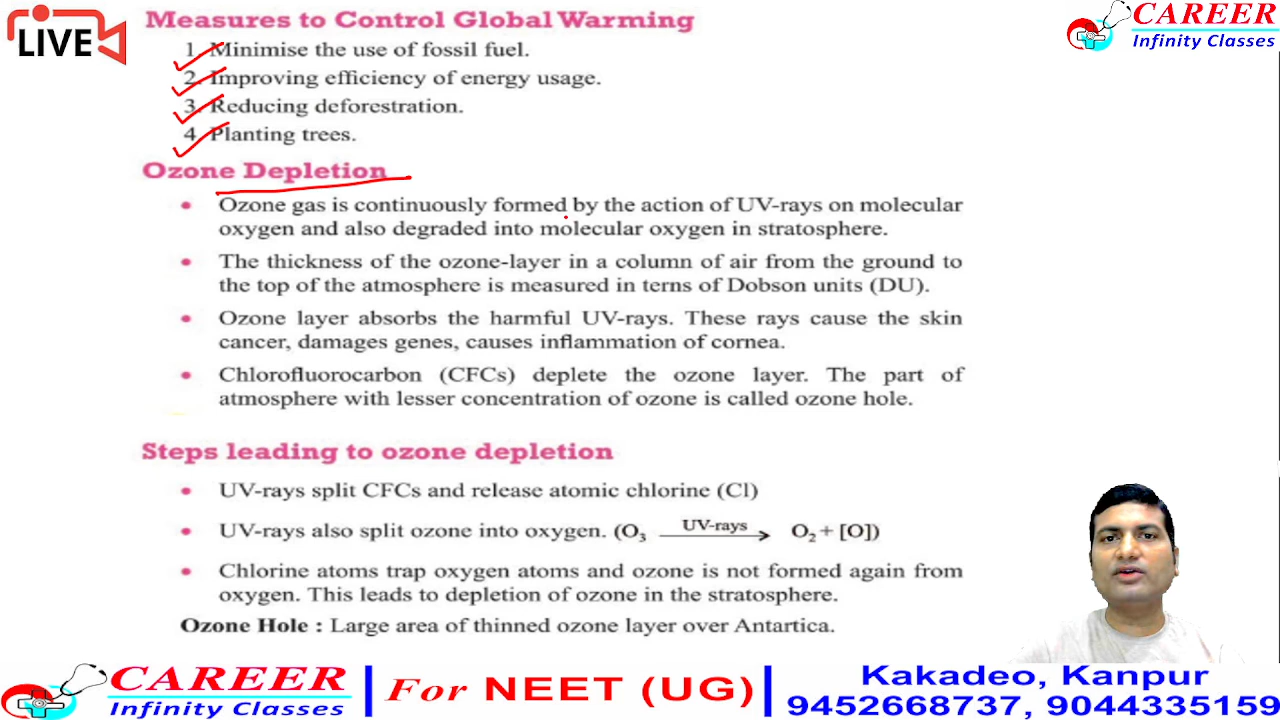 LIVE
CAREER
Infinity Classes
Measures to Control Global Warming
1. Minimise the use of fossil fuel.
2. Improving efficiency of energy usage.
3. Reducing deforestration.
4. Planting trees.
Ozone Depletion
• Ozone gas is continuously formed by the action of UV-rays on molecular
oxygen and also degraded into molecular oxygen in stratosphere.
• The thickness of the ozone-layer in a column of air from the ground to
the top of the atmosphere is measured in terns of Dobson units (DU).
• Ozone layer absorbs the harmful UV-rays. These rays cause the skin
cancer, damages genes, causes inflammation of cornea.
• Chlorofluorocarbon (CFCs) deplete the ozone layer. The part of
atmosphere with lesser concentration of ozone is called ozone hole.
Steps leading to ozone depletion
• UV-rays split CFCs and release atomic chlorine (Cl)
• UV-rays also split ozone into oxygen. (O₃ UV-rays→ O₂ + [O])
• Chlorine atoms trap oxygen atoms and ozone is not formed again from
oxygen. This leads to depletion of ozone in the stratosphere.
Ozone Hole : Large area of thinned ozone layer over Antartica.
CAREER
Infinity Classes
For NEET (UG)
Kakadeo, Kanpur
9452668737, 9044335159